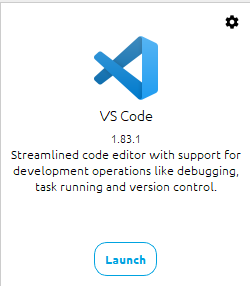 VS Code
1.83.1
Streamlined code editor with support for
development operations like debugging,
task running and version control.
Launch